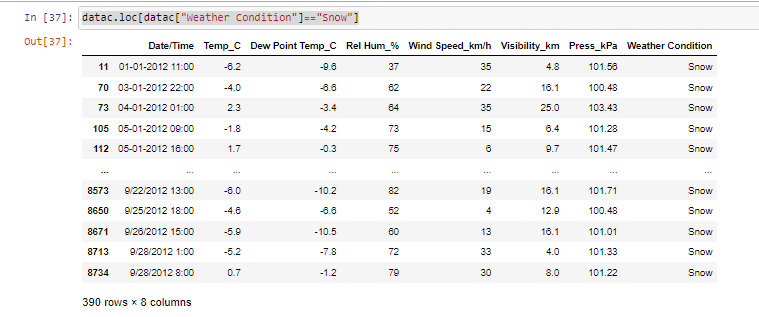 In [37]: datac.loc[datac["Weather Condition"]=="Snow"]
Out[37]:
Date/Time Temp_C Dew Point Temp_C Rel Hum_% Wind Speed_km/h Visibility_km Press_kPa Weather Condition
11 01-01-2012 11:00 -6.2 -9.6 37 35 4.8 101.56 Snow
70 03-01-2012 22:00 -4.0 -6.6 62 22 16.1 100.48 Snow
73 04-01-2012 01:00 2.3 -3.4 64 35 25.0 103.43 Snow
105 05-01-2012 09:00 -1.8 -4.2 73 15 6.4 101.28 Snow
112 05-01-2012 16:00 1.7 -0.3 75 6 9.7 101.47 Snow
... ... ... ... ... ... ... ... ...
8573 9/22/2012 13:00 -6.0 -10.2 82 19 16.1 101.71 Snow
8650 9/25/2012 18:00 -4.6 -6.6 52 4 12.9 100.48 Snow
8671 9/26/2012 15:00 -5.9 -10.5 60 13 16.1 101.01 Snow
8713 9/28/2012 1:00 -5.2 -7.8 72 33 4.0 101.33 Snow
8734 9/28/2012 8:00 0.7 -1.2 79 30 8.0 101.22 Snow
390 rows × 8 columns